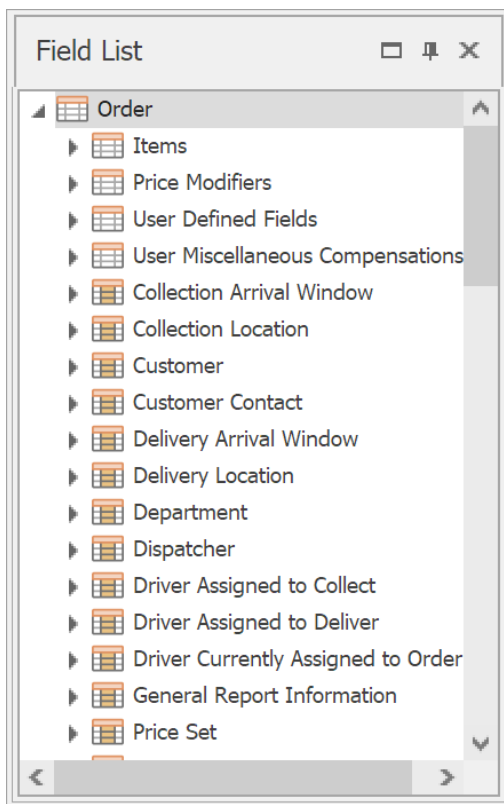 Field List
Order
Items
Price Modifiers
User Defined Fields
User Miscellaneous Compensations
Collection Arrival Window
Collection Location
Customer
Customer Contact
Delivery Arrival Window
Delivery Location
Department
Dispatcher
Driver Assigned to Collect
Driver Assigned to Deliver
Driver Currently Assigned to Order
General Report Information
Price Set